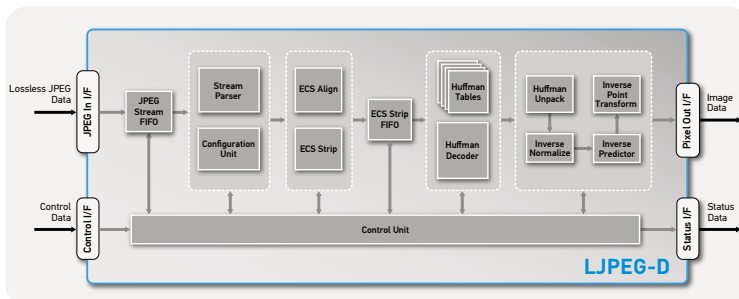 Lossless JPEG
Data
JPEG In I/F
JPEG
Stream
FIFO
Stream
Parser
Configuration
Unit
ECS Align
ECS Strip
ECS Strip
FIFO
Huffman
Tables
Huffman
Decoder
Huffman
Unpack
Inverse
Normalize
Inverse
Point
Transform
Inverse
Predictor
Pixel Out I/F
Image
Data
Control
Data
Control I/F
Control Unit
Status I/F
Status
Data
LJPEG-D